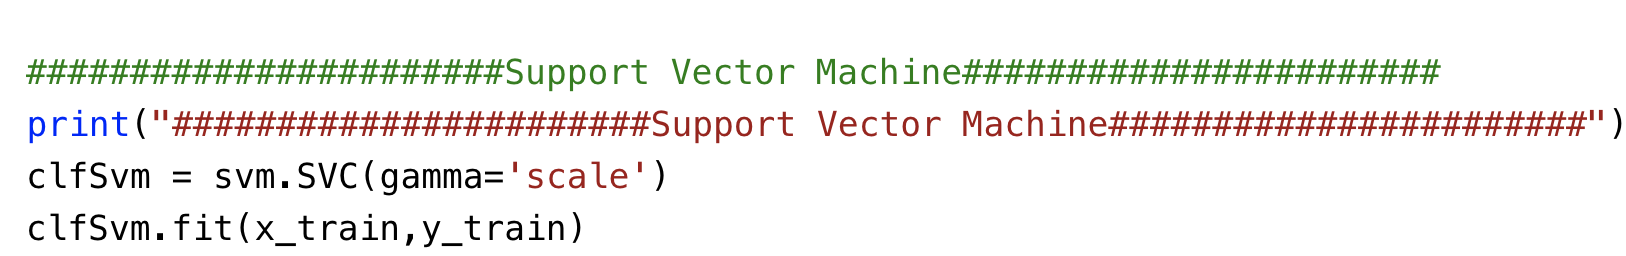 #######################Support Vector Machine#######################
print("#######################Support Vector Machine#######################")
clfSvm = svm.SVC(gamma='scale')
clfSvm.fit(x_train,y_train)